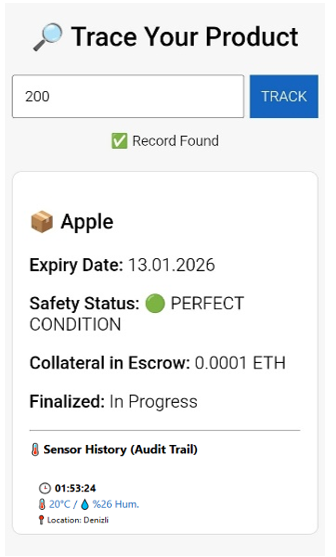 🔎 Trace Your Product
200
TRACK
✅ Record Found
📦 Apple
Expiry Date: 13.01.2026
Safety Status: 🟢 PERFECT
CONDITION
Collateral in Escrow: 0.0001 ETH
Finalized: In Progress
🌡️ Sensor History (Audit Trail)
🕒 01:53:24
🌡️ 20°C / 💧 %26 Hum.
📍 Location: Denizli